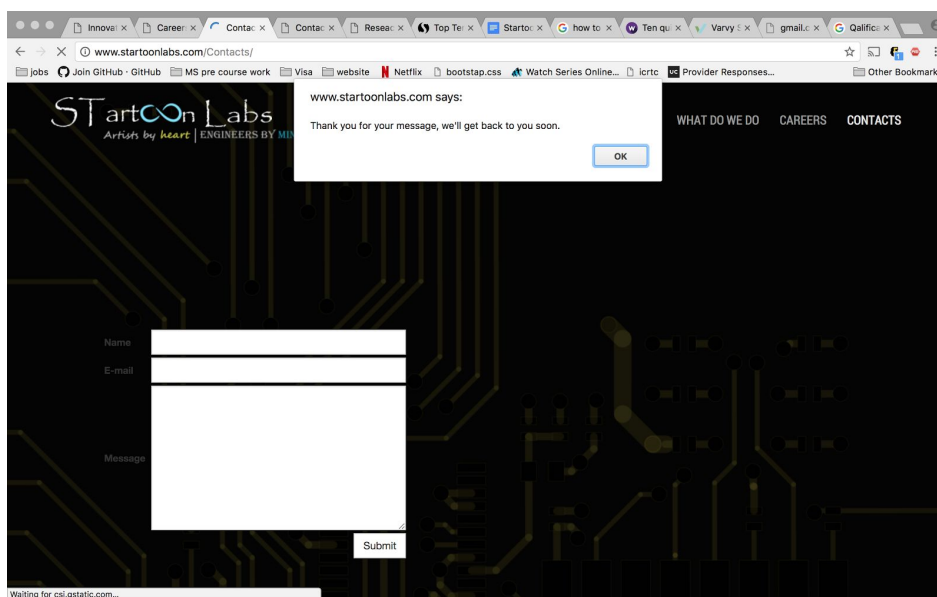 Innovat Career Contac Contac Reseac Top Ter Startoo how to Ten qu Varvy S gmail.c Qalifica
www.startoonlabs.com/Contacts/
jobs Join GitHub · GitHub MS pre course work Visa website Netflix bootstap.css Watch Series Online... icrtc UC Provider Responses... Other Bookmark
www.startoonlabs.com says:
Thank you for your message, we'll get back to you soon.
OK
STartOOn Labs
Artists by heart | ENGINEERS BY MIN
WHAT DO WE DO CAREERS CONTACTS
Name
E-mail
Message
Submit
Waiting for csi.gstatic.com...